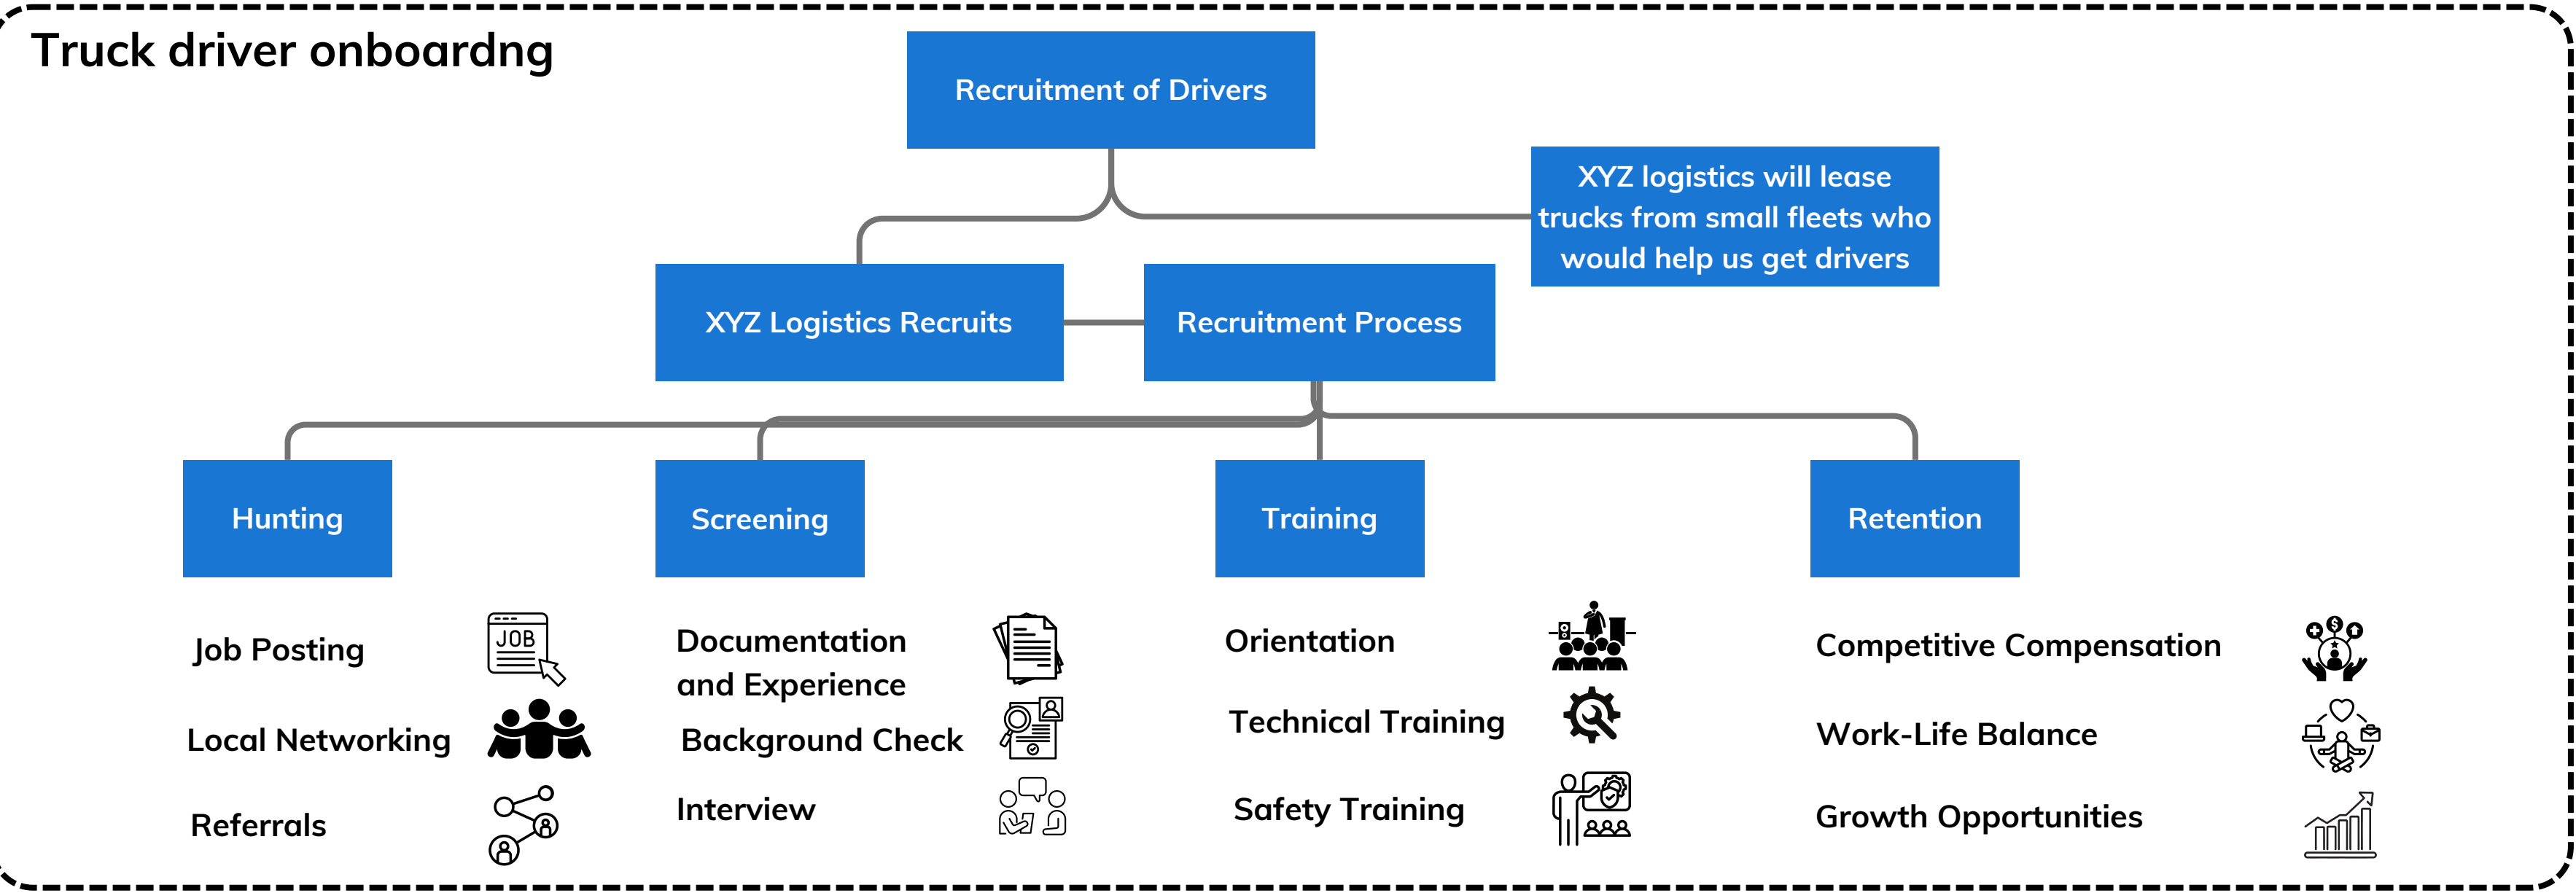 Truck driver onboardng
Recruitment of Drivers
XYZ logistics will lease
trucks from small fleets who
would help us get drivers
XYZ Logistics Recruits
Recruitment Process
Hunting
Screening
Training
Retention
Job Posting
JOB
Local Networking
Referrals
Documentation
and Experience
Background Check
Interview
Orientation
Technical Training
Safety Training
Competitive Compensation
$
Work-Life Balance
Growth Opportunities